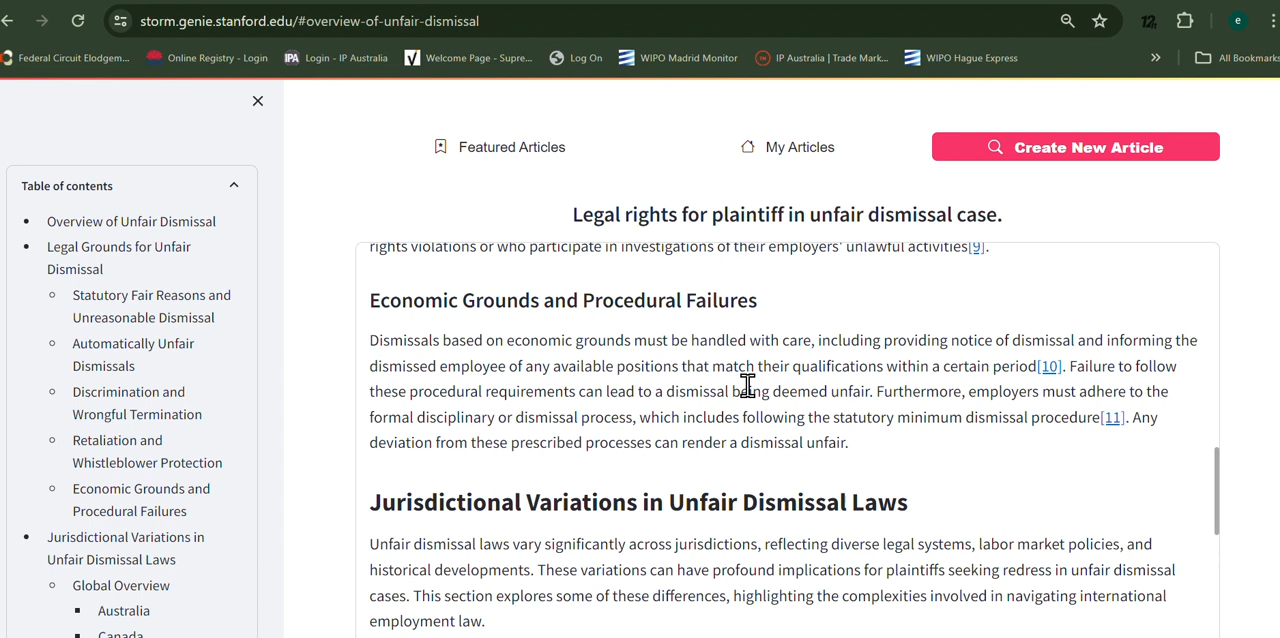 storm.genie.stanford.edu/#overview-of-unfair-dismissal
e
Federal Circuit Elodgem...
Online Registry - Login
IPA Login - IP Australia
Welcome Page - Supre...
Log On
WIPO Madrid Monitor
IP Australia | Trade Mark...
WIPO Hague Express
»
All Bookmarks
Featured Articles
My Articles
Create New Article
Table of contents
Overview of Unfair Dismissal
Legal Grounds for Unfair
Dismissal
Statutory Fair Reasons and
Unreasonable Dismissal
Automatically Unfair
Dismissals
Discrimination and
Wrongful Termination
Retaliation and
Whistleblower Protection
Economic Grounds and
Procedural Failures
Jurisdictional Variations in
Unfair Dismissal Laws
Global Overview
Australia
Canada
Legal rights for plaintiff in unfair dismissal case.
rights violations or who participate in investigations of their employers' unlawful activities[9].
Economic Grounds and Procedural Failures
Dismissals based on economic grounds must be handled with care, including providing notice of dismissal and informing the
dismissed employee of any available positions that match their qualifications within a certain period[10]. Failure to follow
these procedural requirements can lead to a dismissal being deemed unfair. Furthermore, employers must adhere to the
formal disciplinary or dismissal process, which includes following the statutory minimum dismissal procedure[11]. Any
deviation from these prescribed processes can render a dismissal unfair.
Jurisdictional Variations in Unfair Dismissal Laws
Unfair dismissal laws vary significantly across jurisdictions, reflecting diverse legal systems, labor market policies, and
historical developments. These variations can have profound implications for plaintiffs seeking redress in unfair dismissal
cases. This section explores some of these differences, highlighting the complexities involved in navigating international
employment law.